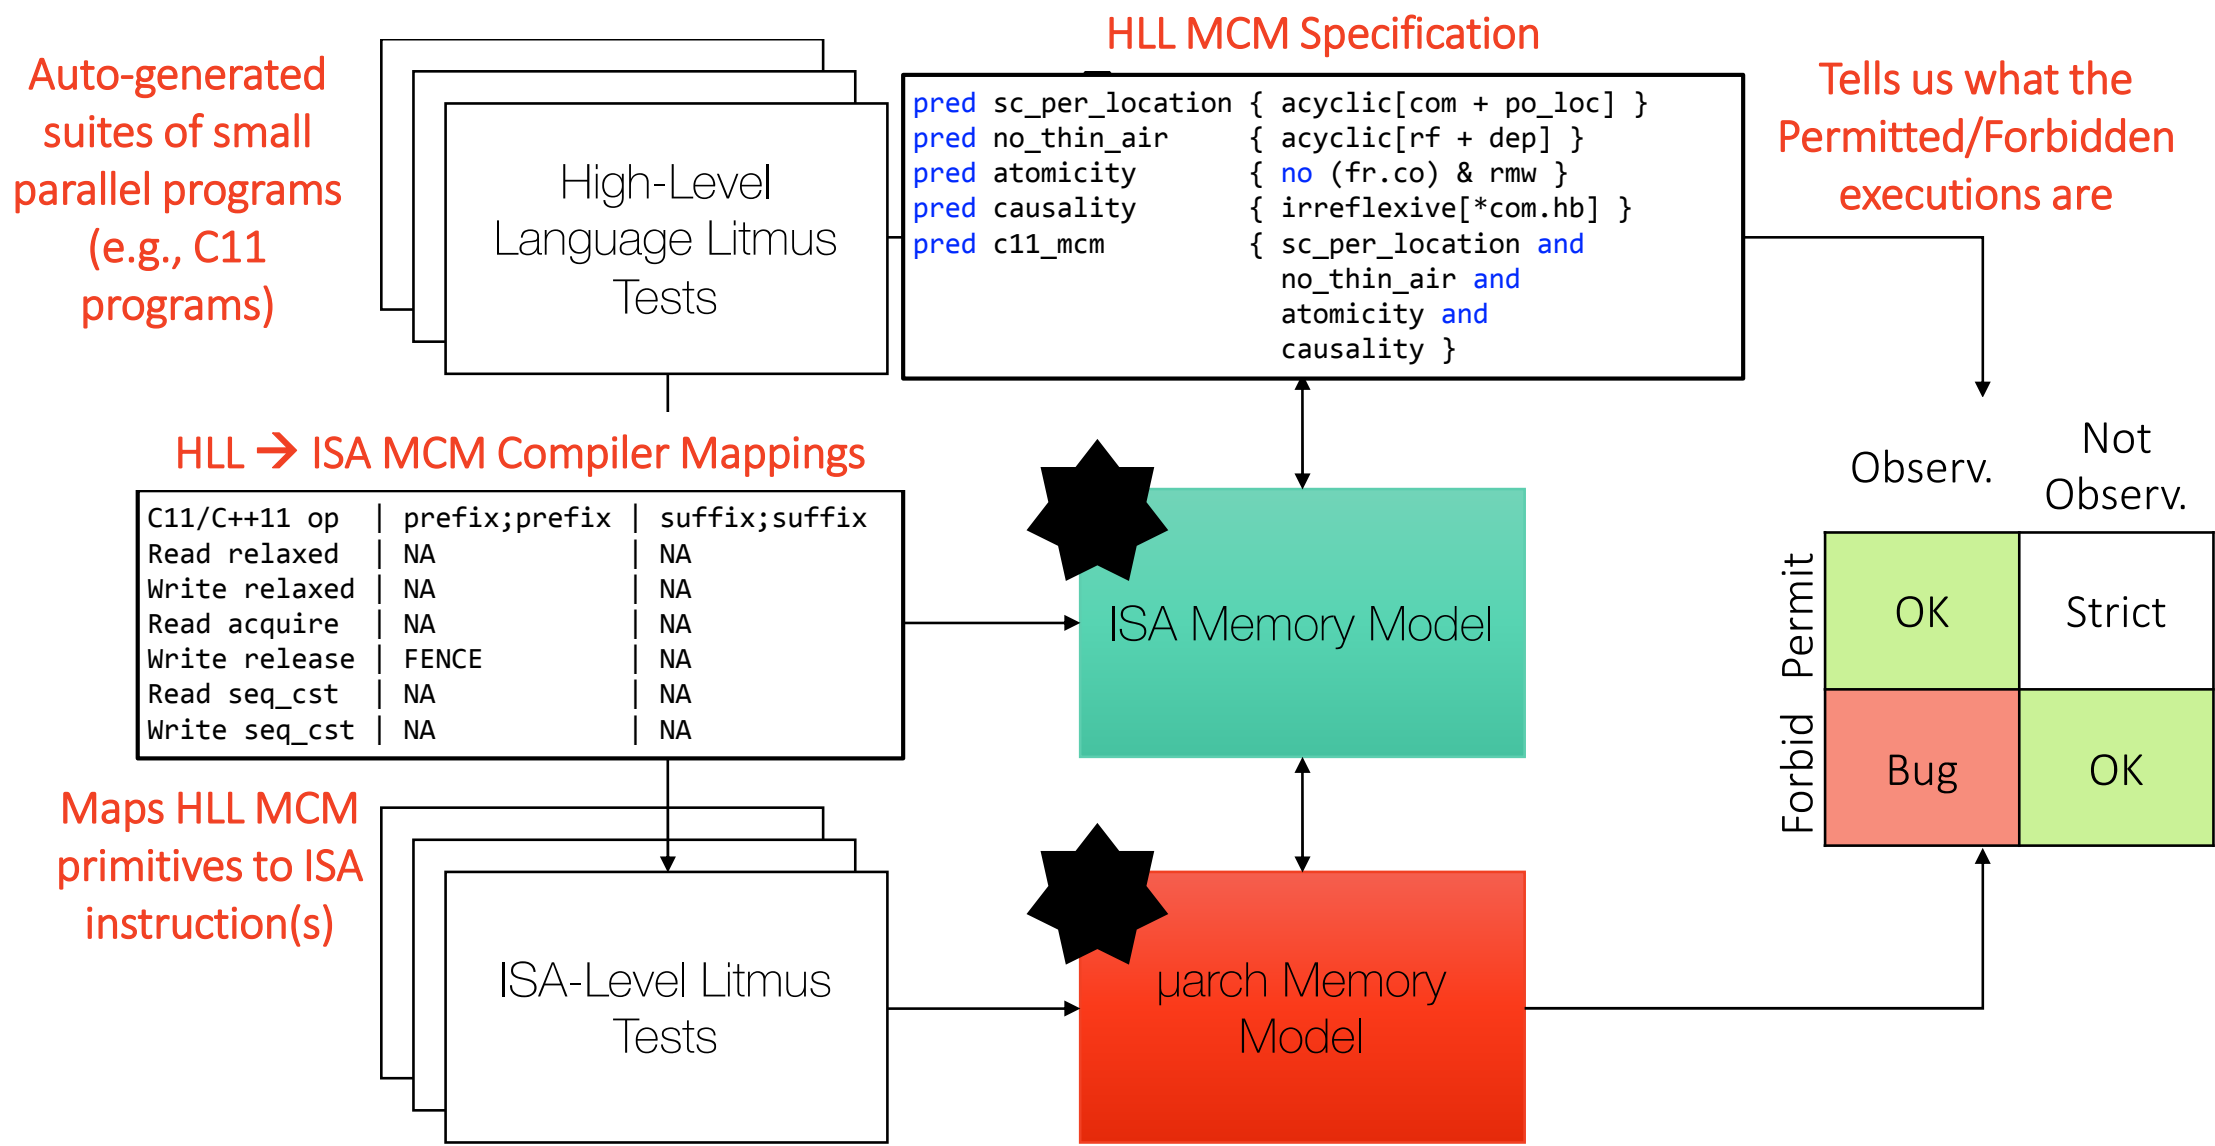 HLL MCM Specification
Auto-generated
suites of small
parallel programs
(e.g., C11
programs)
High-Level
Language Litmus
Tests
pred sc_per_location { acyclic[com + po_loc] }
pred no_thin_air { acyclic[rf + dep] }
pred atomicity { no (fr.co) & rmw }
pred causality { irreflexive[*com.hb] }
pred c11_mcm { sc_per_location and
no_thin_air and
atomicity and
causality }
Tells us what the
Permitted/Forbidden
executions are
HLL → ISA MCM Compiler Mappings
C11/C++11 op | prefix;prefix | suffix;suffix
Read relaxed | NA | NA
Write relaxed | NA | NA
Read acquire | NA | NA
Write release | FENCE | NA
Read seq_cst | NA | NA
Write seq_cst | NA | NA
ISA Memory Model
Observ.
Not
Observ.
Permit
OK
Strict
Forbid
Bug
OK
Maps HLL MCM
primitives to ISA
instruction(s)
ISA-Level Litmus
Tests
µarch Memory
Model